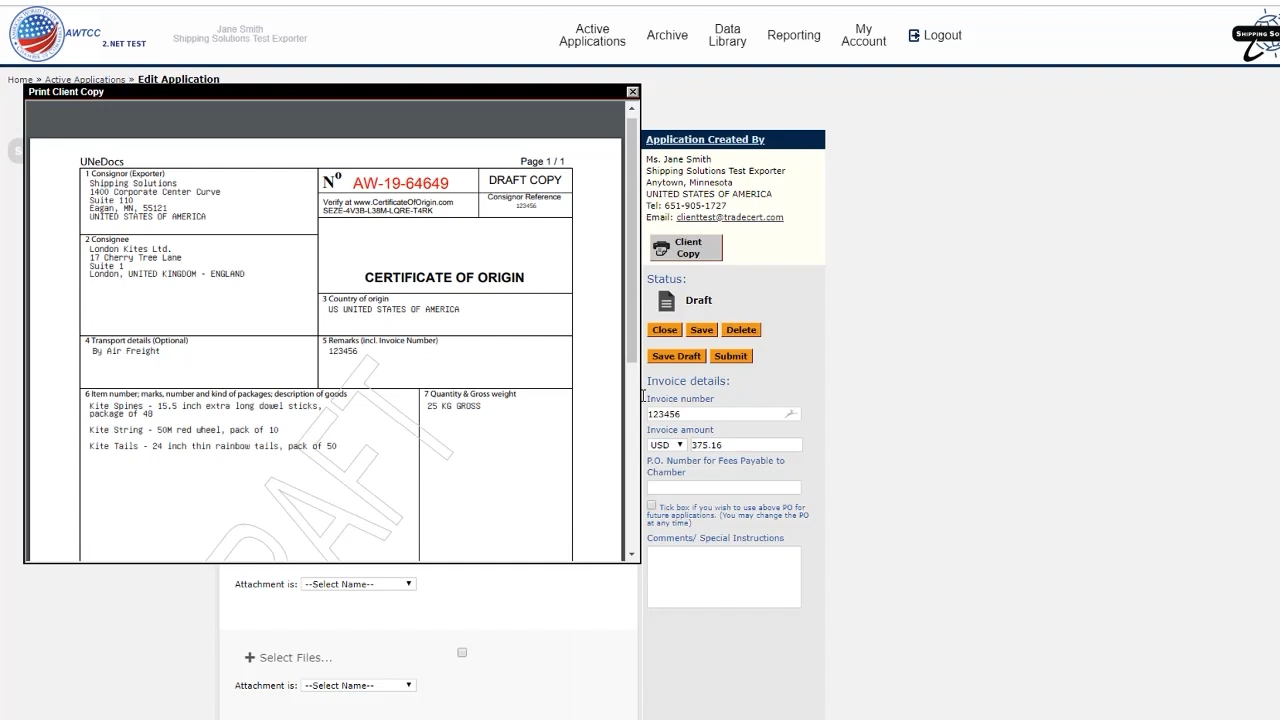 AWTCC
2.NET TEST
Jane Smith
Shipping Solutions Test Exporter
Active Applications
Archive
Data Library
Reporting
My Account
Logout
Home » Active Applications » Edit Application
Print Client Copy
UNeDocs
Page 1 / 1
1 Consignor (Exporter)
Shipping Solutions
1400 Corporate Center Curve
Suite 110
Eagan, MN, 55121
UNITED STATES OF AMERICA
Nº AW-19-64649
DRAFT COPY
Verify at www.CertificateOfOrigin.com
SEZE-4V3B-L38M-LQRE-T4RK
Consignor Reference
123456
2 Consignee
London Kites Ltd.
17 Cherry Tree Lane
Suite 1
London, UNITED KINGDOM - ENGLAND
CERTIFICATE OF ORIGIN
3 Country of origin
US UNITED STATES OF AMERICA
4 Transport details (Optional)
By Air Freight
5 Remarks (incl. Invoice Number)
123456
6 Item number; marks, number and kind of packages; description of goods
Kite Spines - 15.5 inch extra long dowel sticks,
package of 48
Kite String - 50M red wheel, pack of 10
Kite Tails - 24 inch thin rainbow tails, pack of 50
7 Quantity & Gross weight
25 KG GROSS
DRAFT
Attachment is: --Select Name--
Select Files...
Attachment is: --Select Name--
Application Created By
Ms. Jane Smith
Shipping Solutions Test Exporter
Anytown, Minnesota
UNITED STATES OF AMERICA
Tel: 651-905-1727
Email: clienttest@tradecert.com
Client
Copy
Status:
Draft
Close Save Delete
Save Draft Submit
Invoice details:
Invoice number
123456
Invoice amount
USD 375.16
P.O. Number for Fees Payable to
Chamber
Tick box if you wish to use above PO for
future applications. (You may change the PO
at any time)
Comments/ Special Instructions